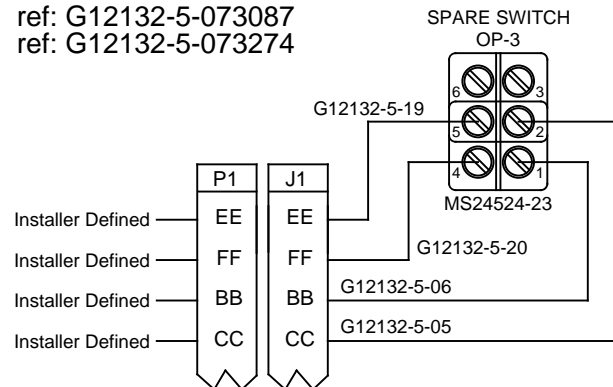 ref: G12132-5-073087
ref: G12132-5-073274
SPARE SWITCH
OP-3
6
3
G12132-5-19
5
2
4
1
MS24524-23
P1
J1
Installer Defined
EE
EE
G12132-5-20
Installer Defined
FF
FF
Installer Defined
BB
BB
G12132-5-06
Installer Defined
CC
CC
G12132-5-05